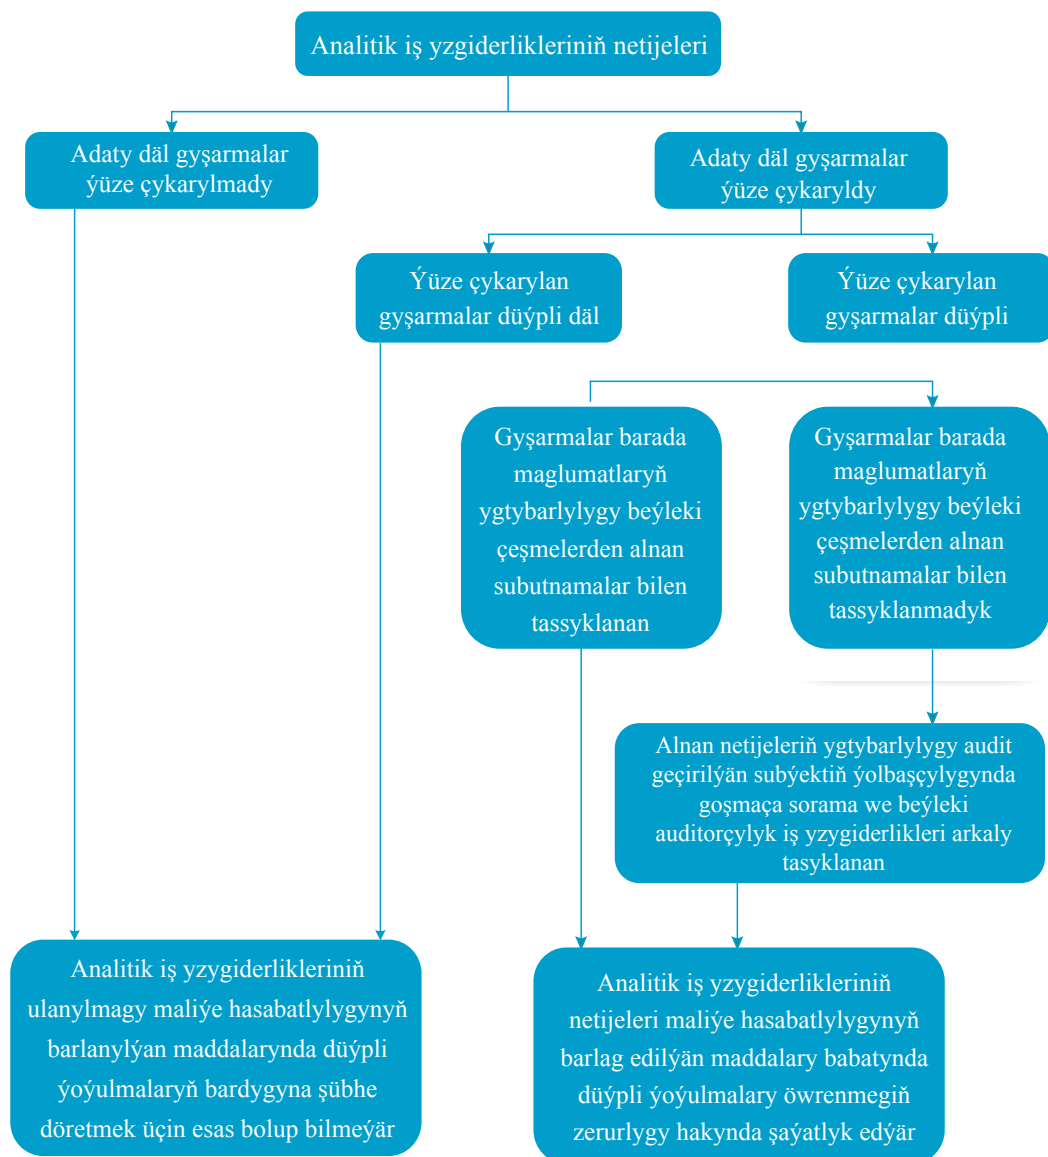 Analitik iş yzgiderlikleriniň netijeleri
Adaty däl gyşarmalar
ýüze çykarylmady
Adaty däl gyşarmalar
ýüze çykaryldy
Ýüze çykarylan
gyşarmalar düýpli däl
Ýüze çykarylan
gyşarmalar düýpli
Gyşarmalar barada
maglumatlaryň
ygtybarlylygy beýleki
çeşmelerden alnan
subutnamalar bilen
tassyklanan
Gyşarmalar barada
maglumatlaryň
ygtybarlylygy beýleki
çeşmelerden alnan
subutnamalar bilen
tassyklanmadyk
Alnan netijeleriň ygtybarlylygy audit
geçirilýän subýektiň ýolbaşçylygynda
goşmaça sorama we beýleki
auditorçylyk iş yzygiderlikleri arkaly
tasyklanan
Analitik iş yzygiderlikleriniň
ulanylmagy maliýe hasabatlylygynyň
barlanylýan maddalarynda düýpli
ýoýulmalaryň bardygyna şübhe
döretmek üçin esas bolup bilmeýär
Analitik iş yzygiderlikleriniň
netijeleri maliýe hasabatlylygynyň
barlag edilýän maddalary babatynda
düýpli ýoýulmalary öwrenmegiň
zerurlygy hakynda şaýatlyk edýär